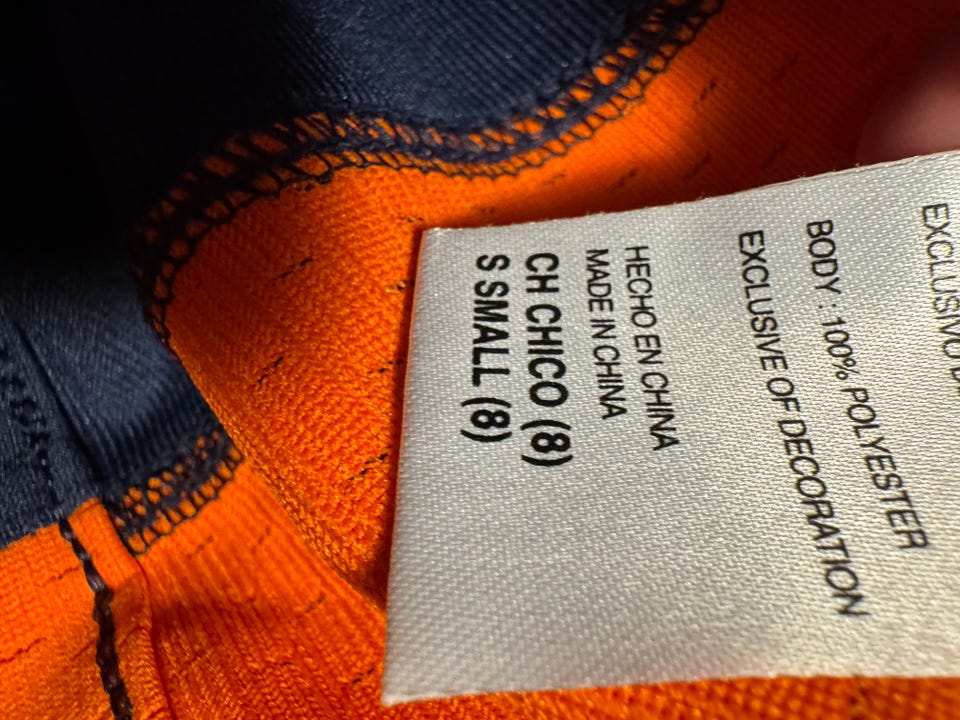 EXCLUSIVO
BODY : 100% POLYESTER
EXCLUSIVE OF DECORATION
HECHO EN CHINA
MADE IN CHINA
CH CHICO (8)
S SMALL (8)